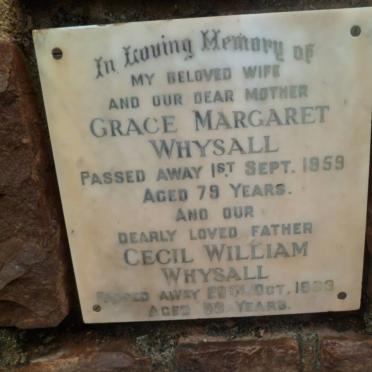 In Loving Memory of
MY BELOVED WIFE
AND OUR DEAR MOTHER
GRACE MARGARET
WHYSALL
PASSED AWAY 1ST SEPT. 1959
AGED 79 YEARS.
AND OUR
DEARLY LOVED FATHER
CECIL WILLIAM
WHYSALL
PASSED AWAY OCT.
AGED YEARS.